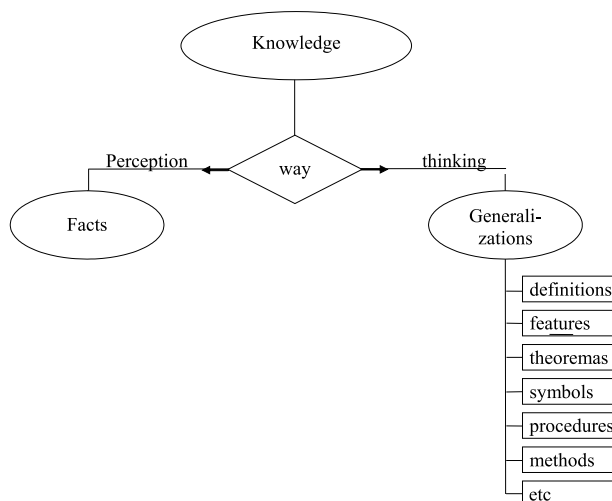 Knowledge
Perception
way
thinking
Facts
Generali-
zations
definitions
features
theoremas
symbols
procedures
methods
etc